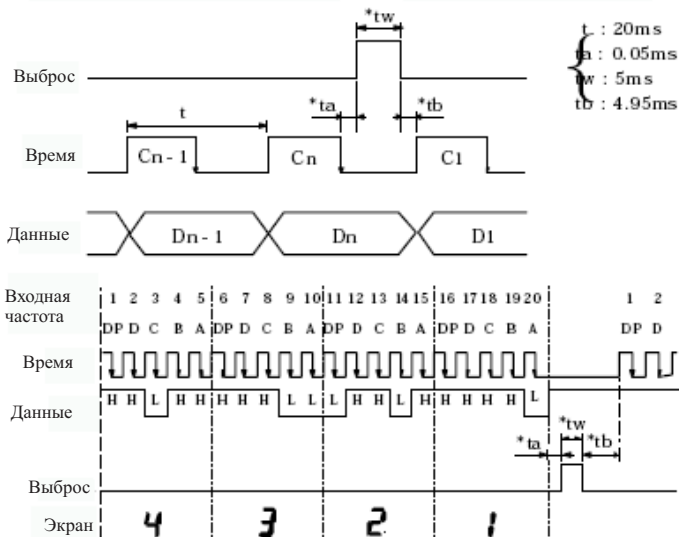 *tw
t : 20ms
ta : 0.05ms
tw : 5ms
tb : 4.95ms
Выброс
*ta *tb
t
Время Cn-1 Cn C1
Данные Dn-1 Dn D1
Входная частота 1 2 3 4 5 6 7 8 9 10 11 12 13 14 15 16 17 18 19 20 1 2
DP D C B A DP D C B A DP D C B A DP D C B A DP D
Время
Данные H H L H H H H H L L L H H L H H H H H L
*tw
*ta *tb
Выброс
Экран 4 3 2 1